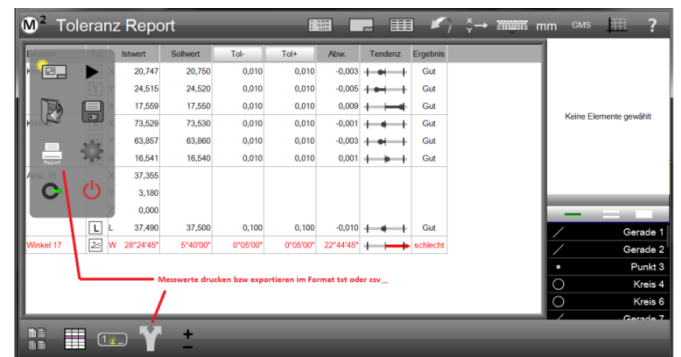 M² Toleranz Report mm GMS ?
Istwert Sollwert Tol- Tol+ Abw. Tendenz Ergebnis
X 20,747 20,750 0,010 0,010 -0,003 Gut
Y 24,515 24,520 0,010 0,010 -0,005 Gut
17,559 17,550 0,010 0,010 0,009 Gut
73,529 73,530 0,010 0,010 -0,001 Gut
63,857 63,860 0,010 0,010 -0,003 Gut
16,541 16,540 0,010 0,010 0,001 Gut
37,355
3,180
0,000
L L 37,490 37,500 0,100 0,100 -0,010 Gut
Winkel 17 W 28°24'45" 5°40'00" 0°05'00" 0°05'00" 22°44'45" schlecht
Report
Messwerte drucken bzw exportieren im Format txt oder csv...
Keine Elemente gewählt
Gerade 1
Gerade 2
Punkt 3
Kreis 4
Kreis 6
Gerade 7